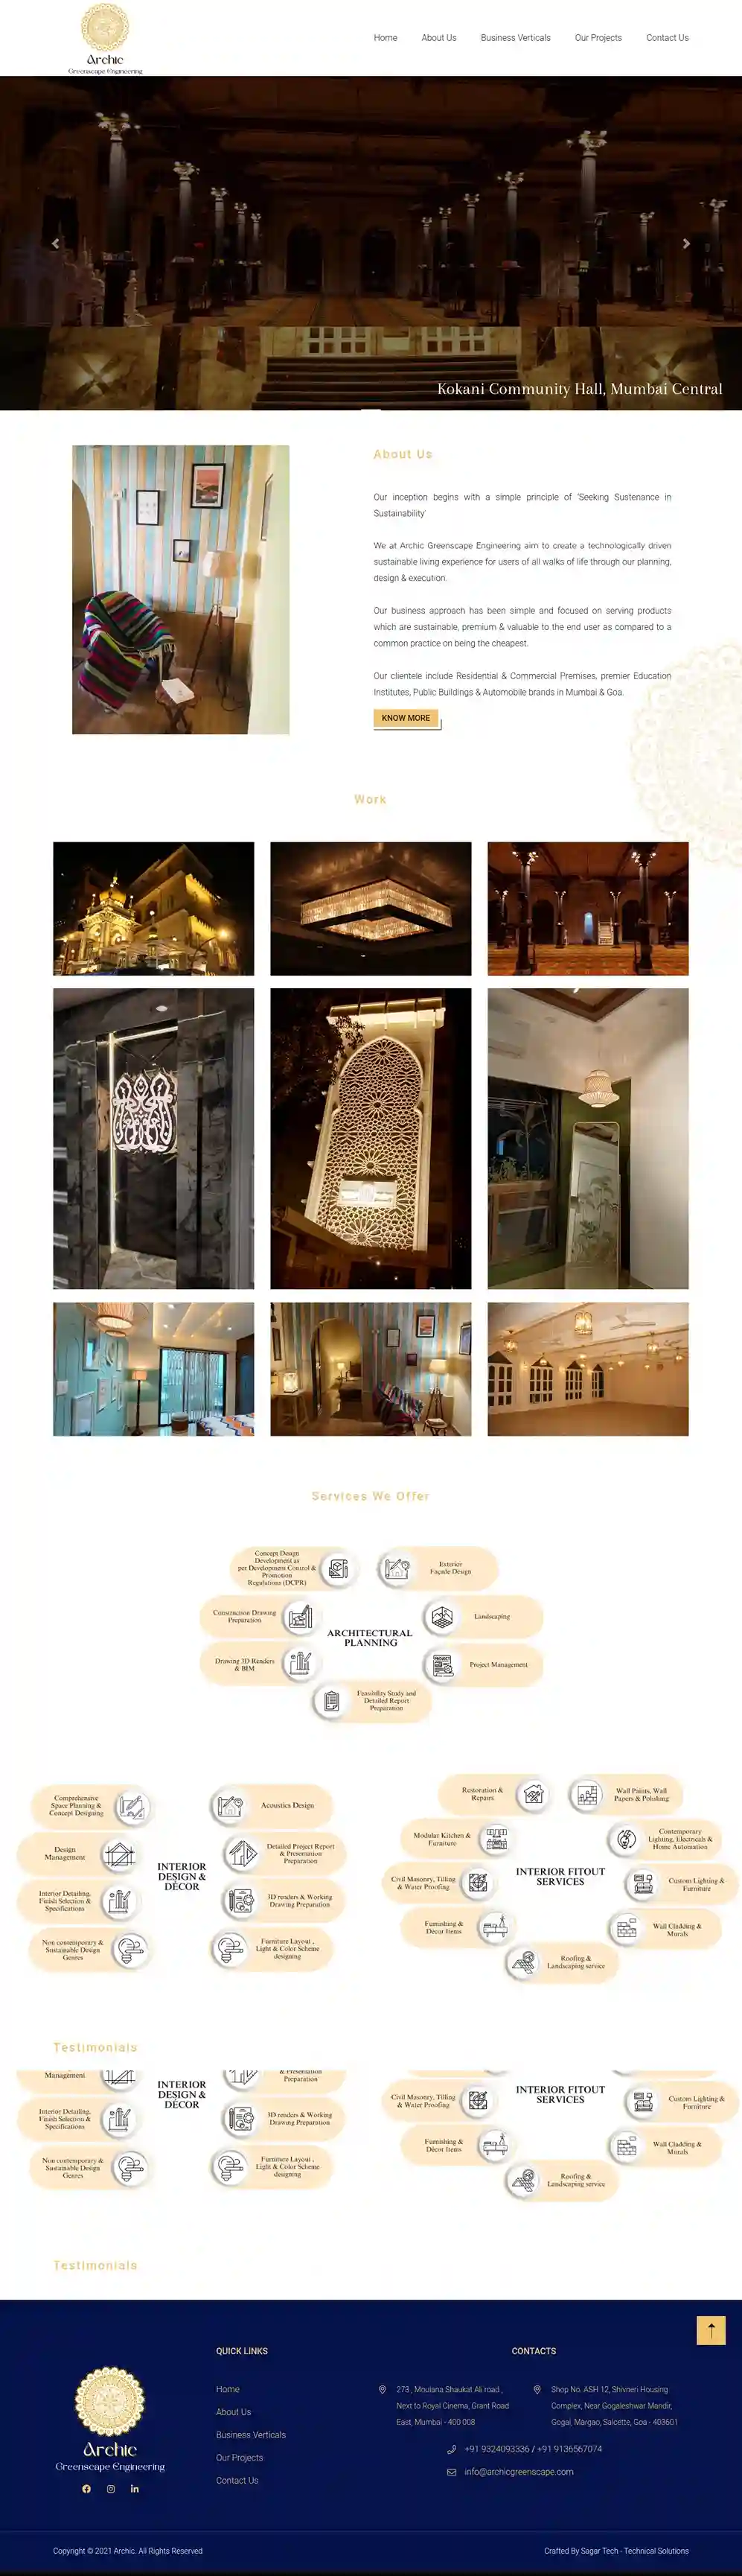 Archic
Greenscape Engineering
Home
About Us
Business Verticals
Our Projects
Contact Us
Kokani Community Hall, Mumbai Central
About Us
Our inception begins with a simple principle of 'Seeking Sustenance in
Sustainability'
We at Archic Greenscape Engineering aim to create a technologically driven
sustainable living experience for users of all walks of life through our planning,
design & execution.
Our business approach has been simple and focused on serving products
which are sustainable, premium & valuable to the end user as compared to a
common practice on being the cheapest.
Our clientele include Residential & Commercial Premises, premier Education
Institutes, Public Buildings & Automobile brands in Mumbai & Goa.
KNOW MORE
Work
Services We Offer
Concept Design
Development as
per Development Control &
Promotion
Regulations (DCPR)
Exterior
Façade Design
Construction Drawing
Preparation
Landscaping
ARCHITECTURAL
PLANNING
Drawing 3D Renders
& BIM
Project Management
Feasibility Study and
Detailed Report
Preparation
Comprehensive
Space Planning &
Concept Designing
Acoustics Design
Design
Management
Detailed Project Report
& Presentation
Preparation
INTERIOR
DESIGN &
DÉCOR
Interior Detailing,
Finish Selection &
Specifications
3D renders & Working
Drawing Preparation
Non contemporary &
Sustainable Design
Genres
Furniture Layout ,
Light & Color Scheme
designing
Restoration &
Repairs
Wall Paints, Wall
Papers & Polishing
Modular Kitchen &
Furniture
Contemporary
Lighting, Electricals &
Home Automation
INTERIOR FITOUT
SERVICES
Civil Masonry, Tilling
& Water Proofing
Custom Lighting &
Furniture
Furnishing &
Décor Items
Wall Cladding &
Murals
Roofing &
Landscaping service
Testimonials
Management
& Presentation
Preparation
INTERIOR
DESIGN &
DÉCOR
Interior Detailing,
Finish Selection &
Specifications
3D renders & Working
Drawing Preparation
Non contemporary &
Sustainable Design
Genres
Furniture Layout ,
Light & Color Scheme
designing
INTERIOR FITOUT
SERVICES
Civil Masonry, Tilling
& Water Proofing
Custom Lighting &
Furniture
Furnishing &
Décor Items
Wall Cladding &
Murals
Roofing &
Landscaping service
Testimonials
Archic
Greenscape Engineering
QUICK LINKS
Home
About Us
Business Verticals
Our Projects
Contact Us
CONTACTS
273 , Moulana Shaukat Ali road ,
Next to Royal Cinema, Grant Road
East, Mumbai - 400 008
Shop No. ASH 12, Shivneri Housing
Complex, Near Gogaleshwar Mandir,
Gogal, Margao, Salcette, Goa - 403601
+91 9324093336 / +91 9136567074
info@archicgreenscape.com
Copyright © 2021 Archic. All Rights Reserved
Crafted By Sagar Tech - Technical Solutions